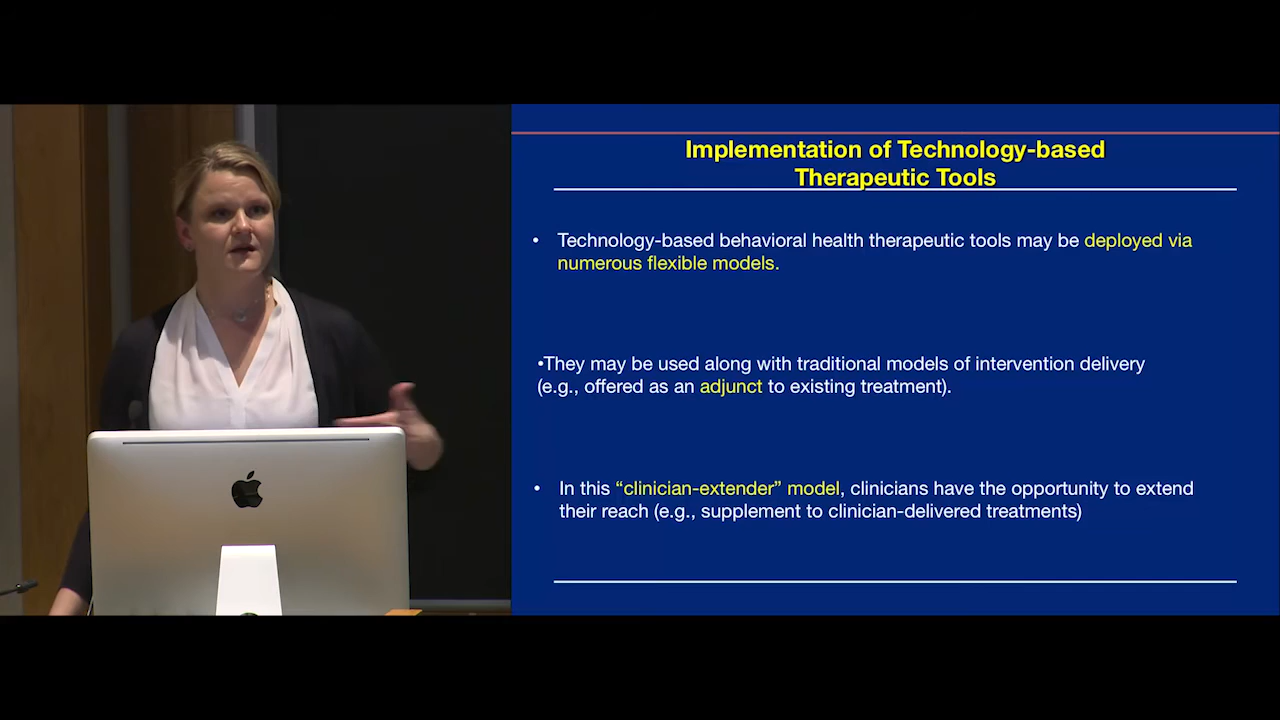 Implementation of Technology-based
Therapeutic Tools
• Technology-based behavioral health therapeutic tools may be deployed via
numerous flexible models.
•They may be used along with traditional models of intervention delivery
(e.g., offered as an adjunct to existing treatment).
• In this “clinician-extender” model, clinicians have the opportunity to extend
their reach (e.g., supplement to clinician-delivered treatments)